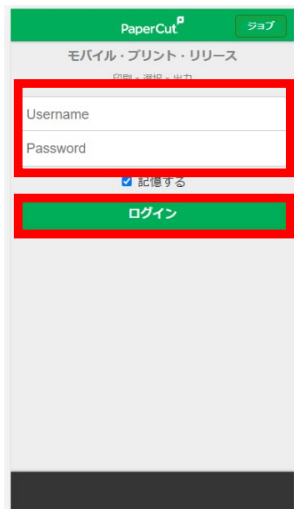 PaperCut
ジョブ
モバイル・プリント・リリース
印刷 - 選択 - 出力
Username
Password
記憶する
ログイン